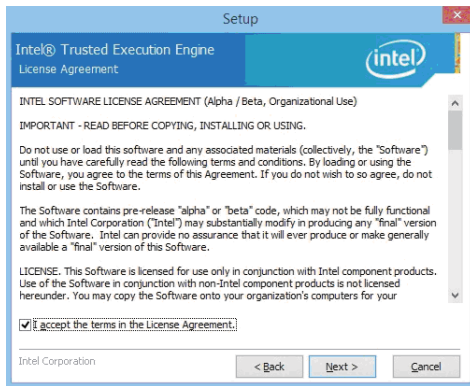 Setup
Intel® Trusted Execution Engine
License Agreement
intel
INTEL SOFTWARE LICENSE AGREEMENT (Alpha / Beta, Organizational Use)
IMPORTANT - READ BEFORE COPYING, INSTALLING OR USING.
Do not use or load this software and any associated materials (collectively, the "Software")
until you have carefully read the following terms and conditions. By loading or using the
Software, you agree to the terms of this Agreement. If you do not wish to so agree, do not
install or use the Software.
The Software contains pre-release "alpha" or "beta" code, which may not be fully functional
and which Intel Corporation ("Intel") may substantially modify in producing any "final" version
of the Software. Intel can provide no assurance that it will ever produce or make generally
available a "final" version of this Software.
LICENSE. This Software is licensed for use only in conjunction with Intel component products.
Use of the Software in conjunction with non-Intel component products is not licensed
hereunder. You may copy the Software onto your organization's computers for your
I accept the terms in the License Agreement.
Intel Corporation
< Back
Next >
Cancel